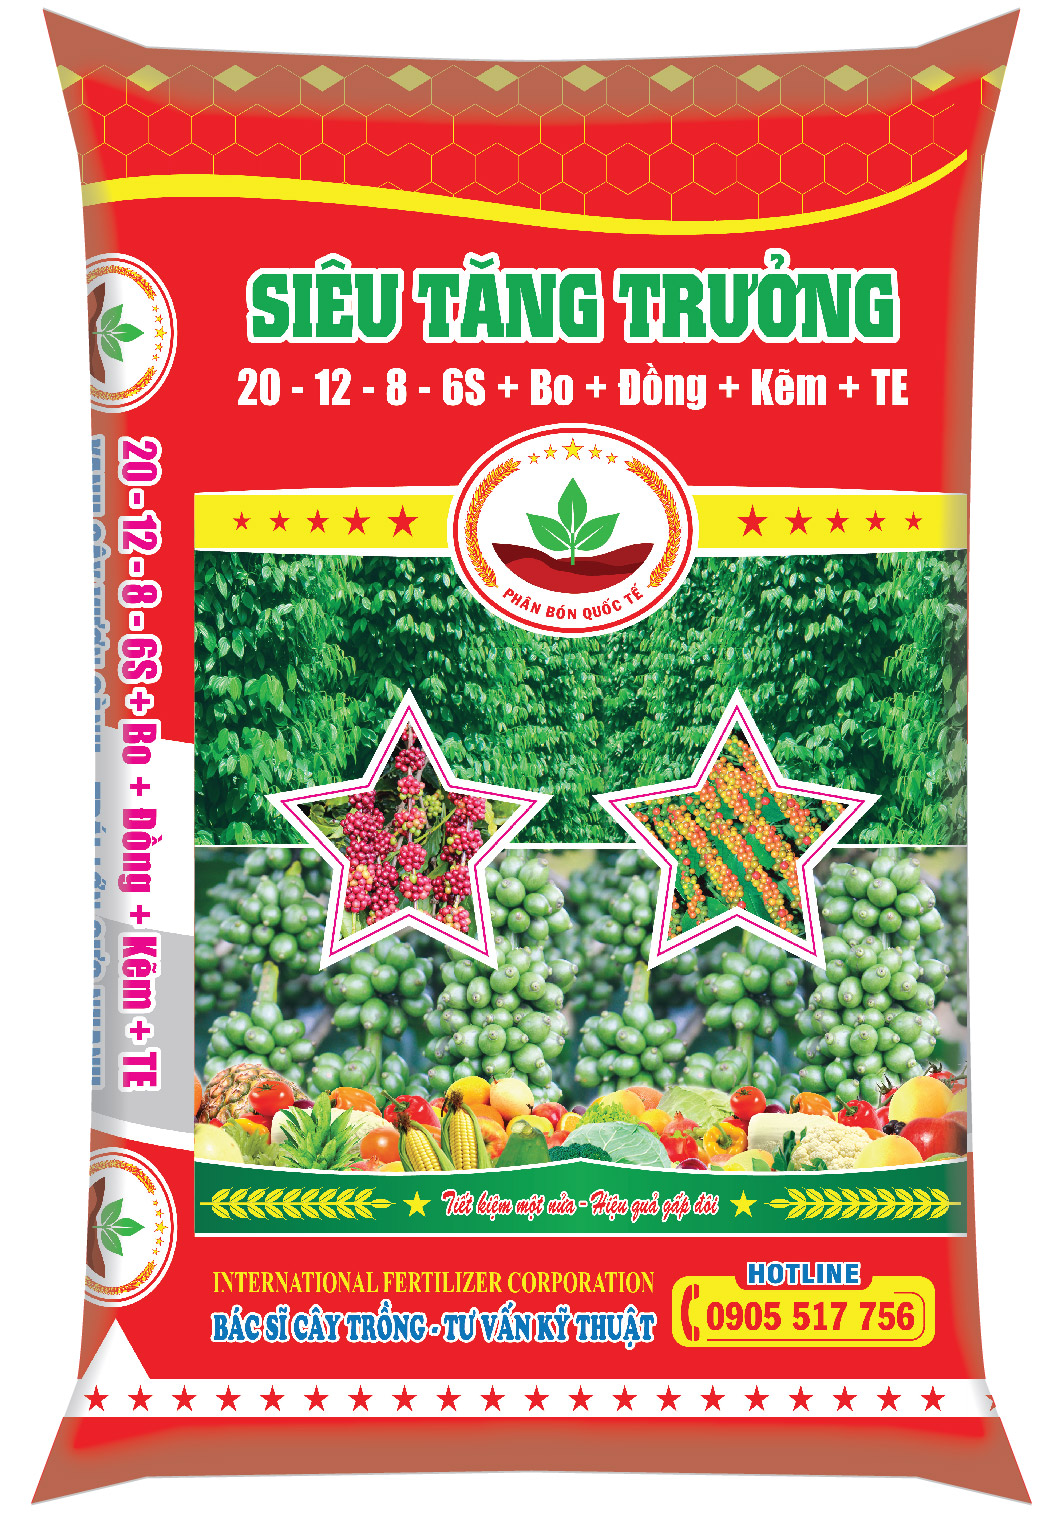 SIÊU TĂNG TRƯỞNG
20 - 12 - 8 - 6S + Bo + Đồng + Kẽm + TE
PHÂN BÓN QUỐC TẾ
20 - 12 - 8 - 6S + Bo + Đồng + Kẽm + TE
Tiết kiệm một nửa - Hiệu quả gấp đôi
INTERNATIONAL FERTILIZER CORPORATION
BÁC SĨ CÂY TRỒNG - TƯ VẤN KỸ THUẬT
HOTLINE
0905 517 756